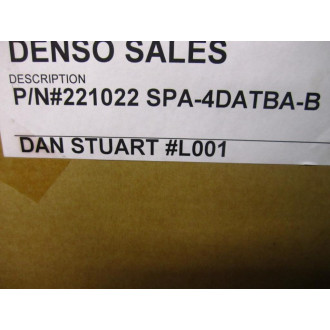 DENSO SALES
DESCRIPTION
P/N#221022 SPA-4DATBA-B
DAN STUART #L001